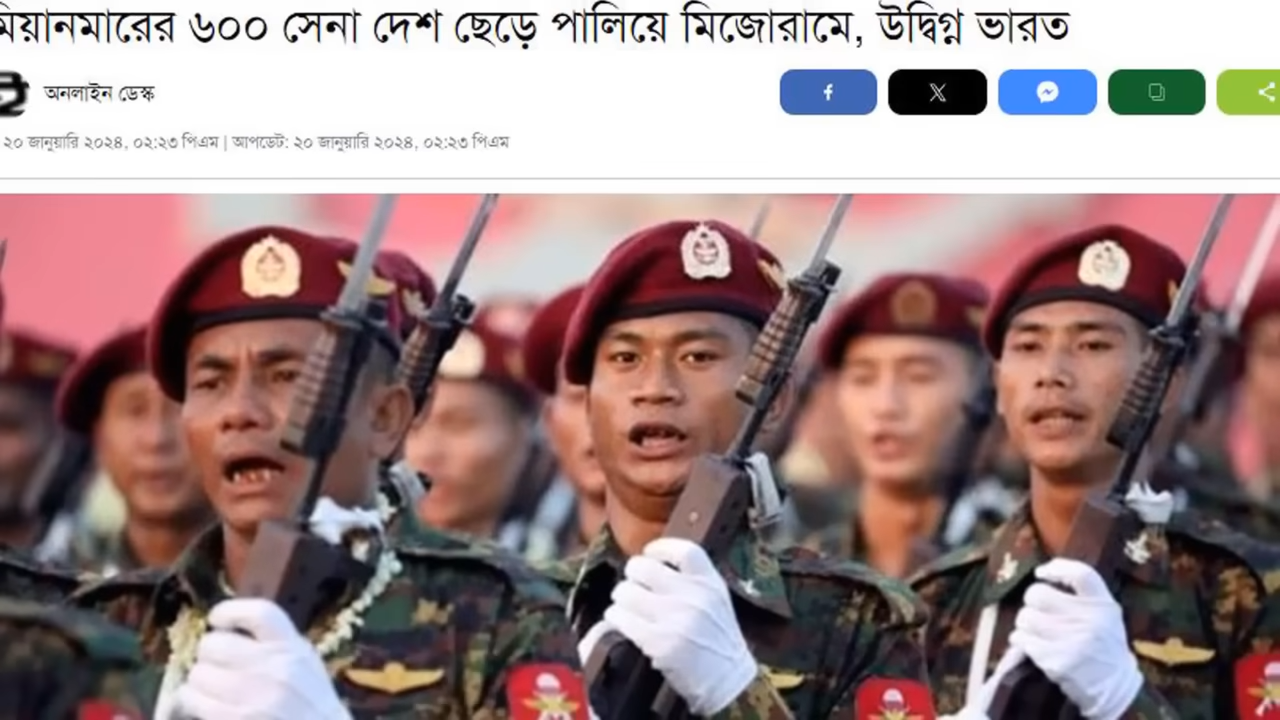 মিয়ানমারের ৬০০ সেনা দেশ ছেড়ে পালিয়ে মিজোরামে, উদ্বিগ্ন ভারত
অনলাইন ডেস্ক
২০ জানুয়ারি ২০২৪, ০২:২৩ পিএম | আপডেট: ২০ জানুয়ারি ২০২৪, ০২:২৩ পিএম